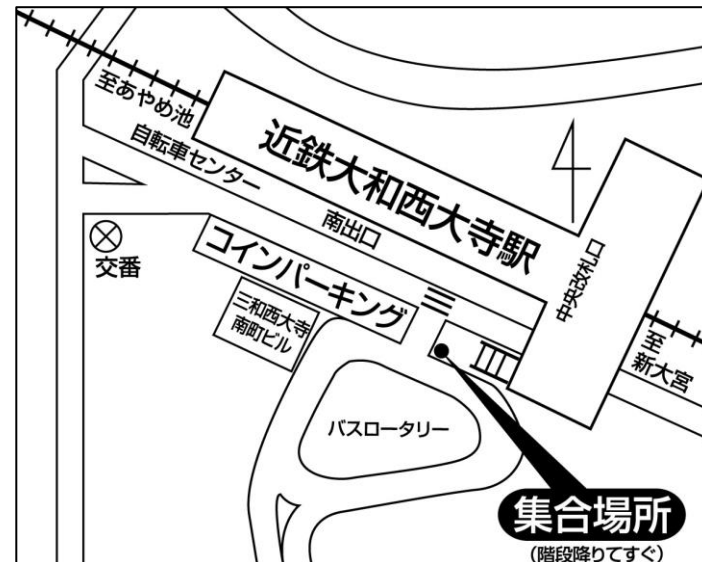 至あやめ池
自転車センター
近鉄大和西大寺駅
南出口
中央改札口
コインパーキング
交番
三和西大寺
南町ビル
至
新大宮
バスロータリー
集合場所
(階段降りてすぐ)